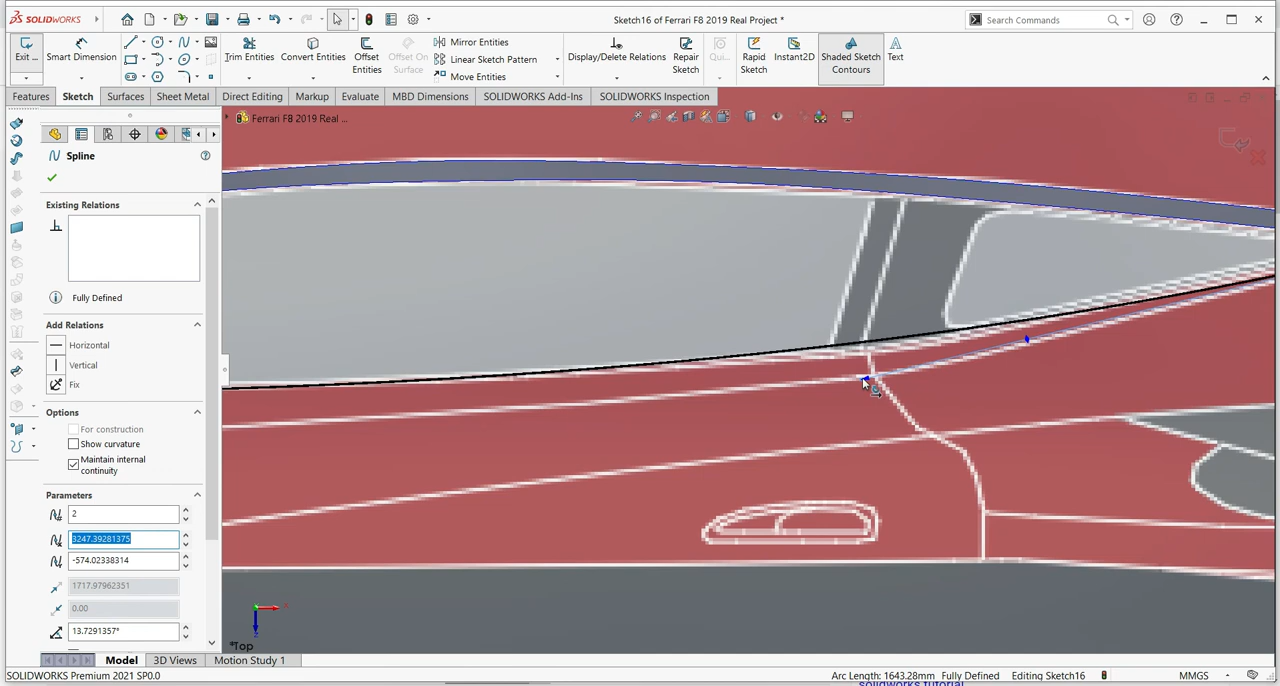 SOLIDWORKS
Sketch16 of Ferrari F8 2019 Real Project *
Search Commands
Exit ...
Smart Dimension
Trim Entities
Convert Entities
Offset Entities
Offset On Surface
Mirror Entities
Linear Sketch Pattern
Move Entities
Display/Delete Relations
Repair Sketch
Qui...
Rapid Sketch
Instant2D
Shaded Sketch Contours
Text
Features
Sketch
Surfaces
Sheet Metal
Direct Editing
Markup
Evaluate
MBD Dimensions
SOLIDWORKS Add-Ins
SOLIDWORKS Inspection
Ferrari F8 2019 Real ...
Spline
Existing Relations
Fully Defined
Add Relations
Horizontal
Vertical
Fix
Options
For construction
Show curvature
Maintain internal
continuity
Parameters
2
3247.39281375
-574.02338314
1717.97962351
0.00
13.7291357°
*Top
Model
3D Views
Motion Study 1
SOLIDWORKS Premium 2021 SP0.0
Arc Length: 1643.28mm
Fully Defined
Editing Sketch16
MMGS
solidworks tutorial